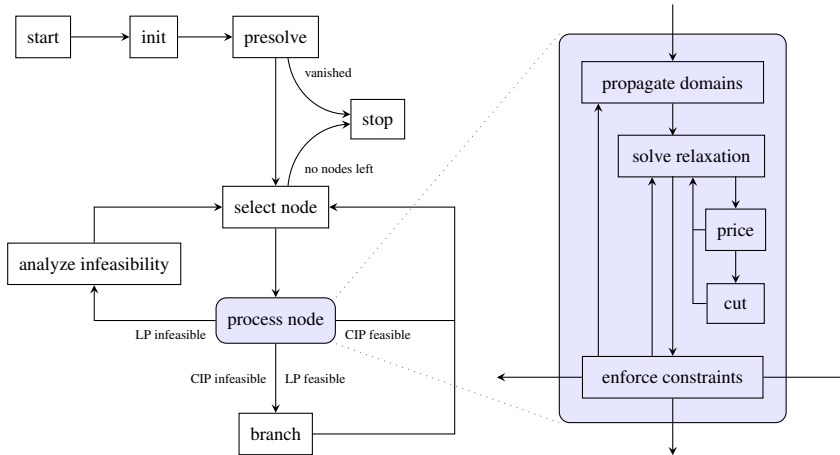 start
init
presolve
vanished
stop
no nodes left
select node
analyze infeasibility
process node
LP infeasible
CIP feasible
CIP infeasible
LP feasible
branch
propagate domains
solve relaxation
price
cut
enforce constraints